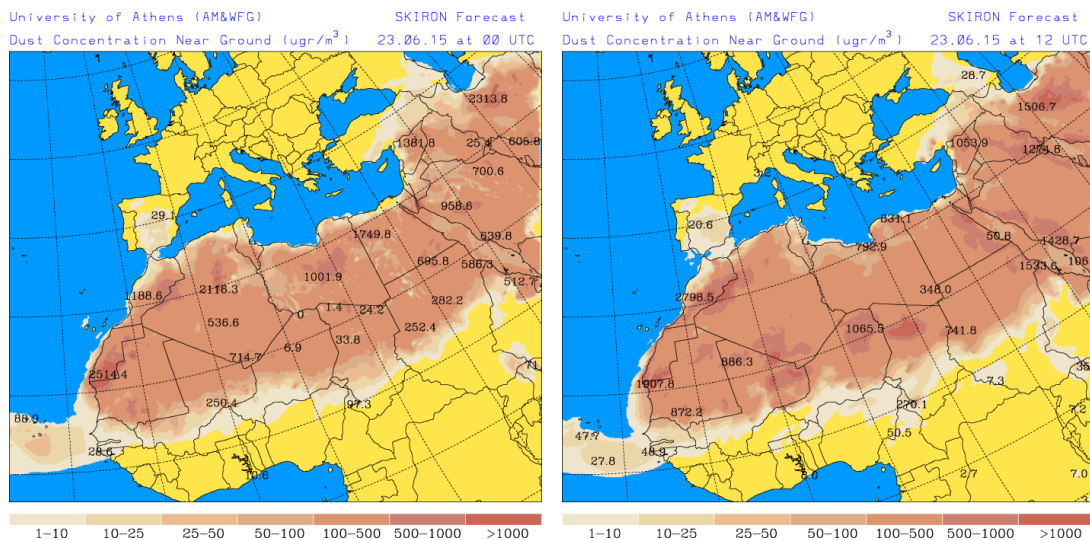 University of Athens (AM&WFG) SKIRON Forecast
Dust Concentration Near Ground (ugr/m³) 23.06.15 at 00 UTC
2313.8
1381.8 25.4 605.8
700.6
29.1 958.6
1749.8 639.8
695.8 586.3
1001.9 512.7
1188.6 2116.3 282.2
1.4 24.2
536.6 0 252.4
6.9 33.8
714.7 71
2514.4
250.4 97.3
88.9
28.6
10.6
1-10 10-25 25-50 50-100 100-500 500-1000 >1000
University of Athens (AM&WFG) SKIRON Forecast
Dust Concentration Near Ground (ugr/m³) 23.06.15 at 12 UTC
28.7
1506.7
1053.9 1274.8
20.6 831.1
792.9 50.8 1428.7
1533.6 106
2798.5 348.0
1065.5 741.8
886.3 35
1907.8 7.3
872.2 270.1 7.2
47.7 50.5
48.9
27.8 2.7 7.0
1-10 10-25 25-50 50-100 100-500 500-1000 >1000